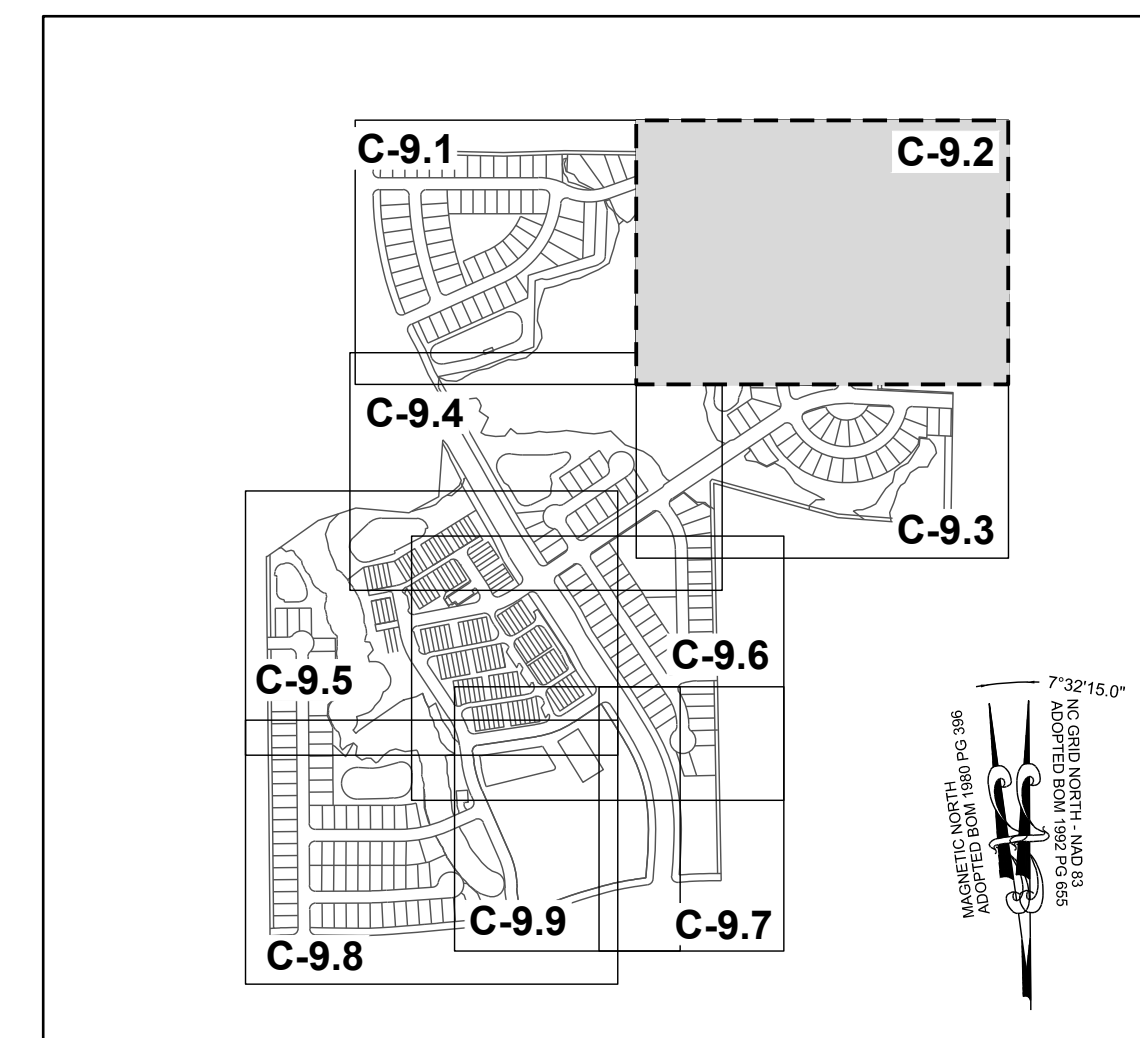 C-9.1
C-9.2
C-9.4
C-9.3
C-9.6
C-9.5
7°32'15.0"
MAGNETIC NORTH
ADOPTED BOM 1980 PG 396
NC GRID NORTH - NAD 83
ADOPTED BOM 1992 PG 655
C-9.9
C-9.7
C-9.8